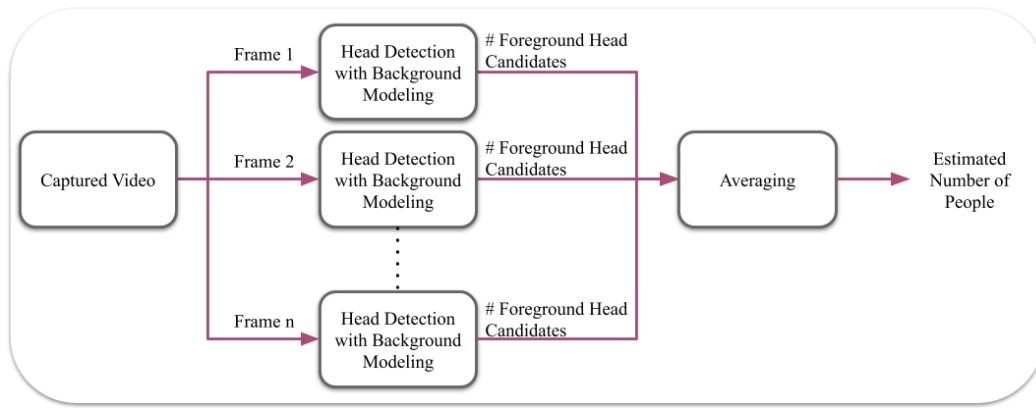 Frame 1
Head Detection
with Background
Modeling
# Foreground Head
Candidates
Captured Video
Frame 2
Head Detection
with Background
Modeling
# Foreground Head
Candidates
Averaging
Estimated
Number of
People
Frame n
Head Detection
with Background
Modeling
# Foreground Head
Candidates